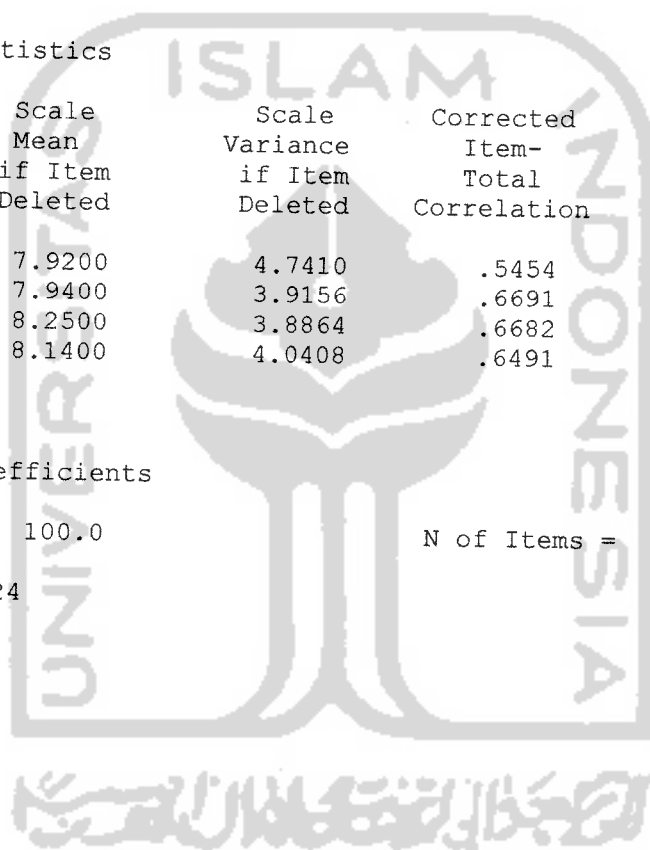 tistics
Scale Scale Corrected
Mean Variance Item-
if Item if Item Total
Deleted Deleted Correlation
7.9200 4.7410 .5454
7.9400 3.9156 .6691
8.2500 3.8864 .6682
8.1400 4.0408 .6491
efficients
100.0 N of Items =
24
ISLAM
UNIVERSITAS
INDONESIA